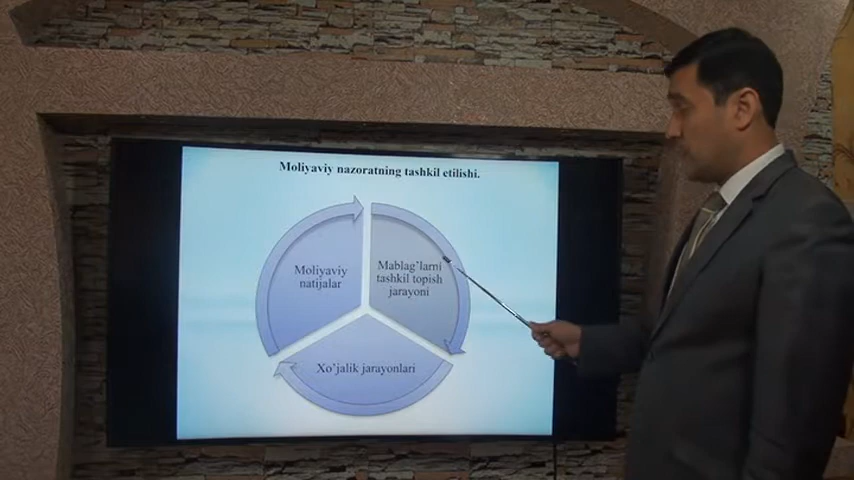 Moliyaviy nazoratning tashkil etilishi.
Moliyaviy
natijalar
Mablag’larni
tashkil topish
jarayoni
Xo’jalik jarayonlari